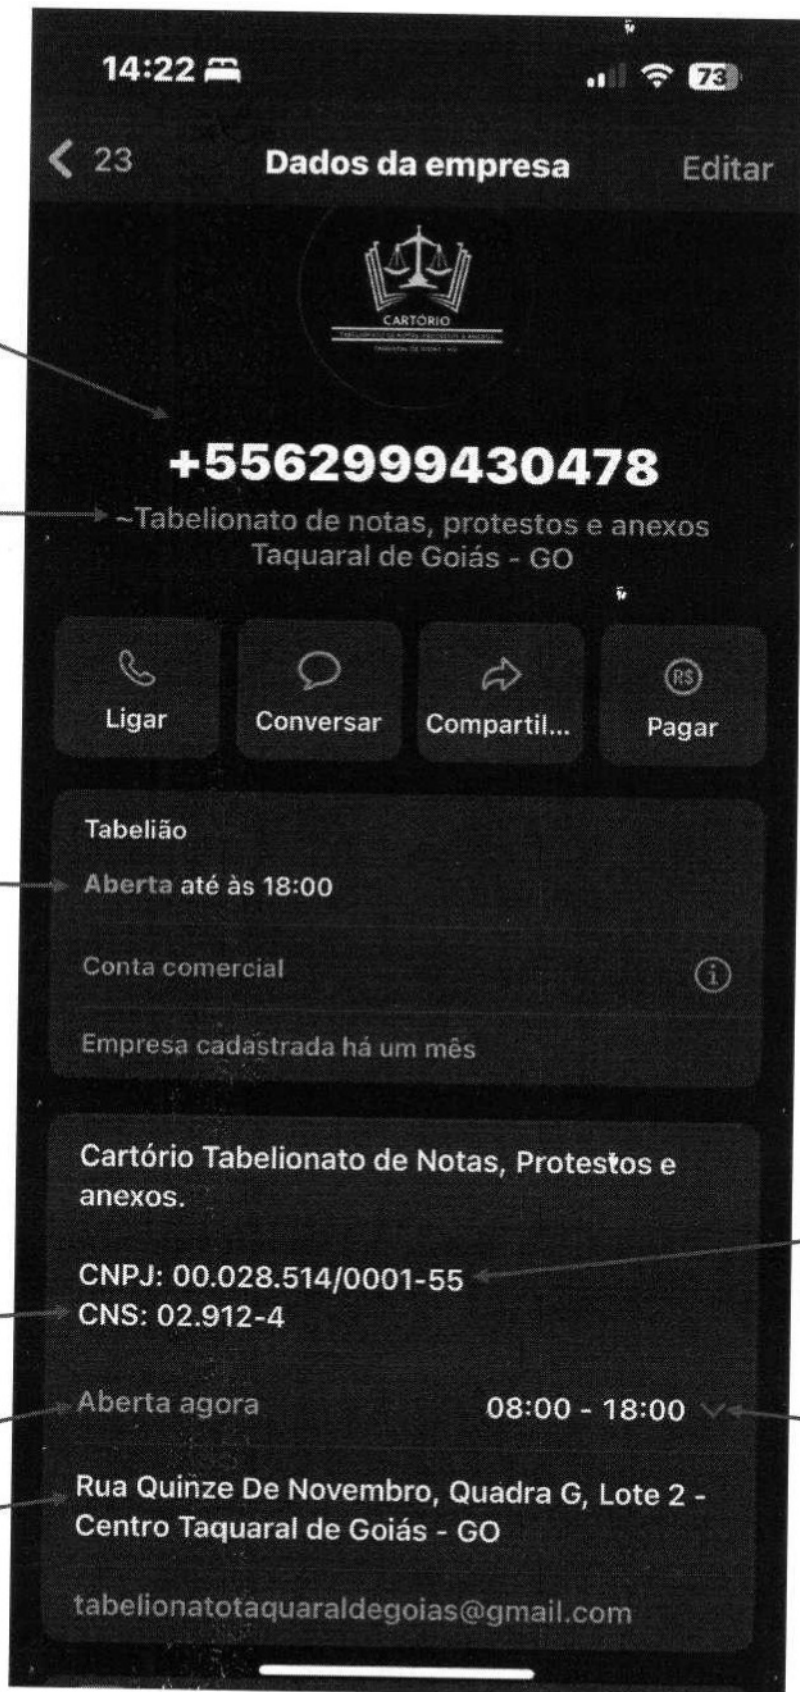 14:22
73
23 Dados da empresa Editar
CARTÓRIO
+5562999430478
~Tabelionato de notas, protestos e anexos
Taquaral de Goiás - GO
R$
Ligar Conversar Compartil... Pagar
Tabelião
Aberta até às 18:00
Conta comercial
Empresa cadastrada há um mês
Cartório Tabelionato de Notas, Protestos e
anexos.
CNPJ: 00.028.514/0001-55
CNS: 02.912-4
Aberta agora 08:00 - 18:00
Rua Quinze De Novembro, Quadra G, Lote 2 -
Centro Taquaral de Goiás - GO
tabelionatotaquaraldegoias@gmail.com